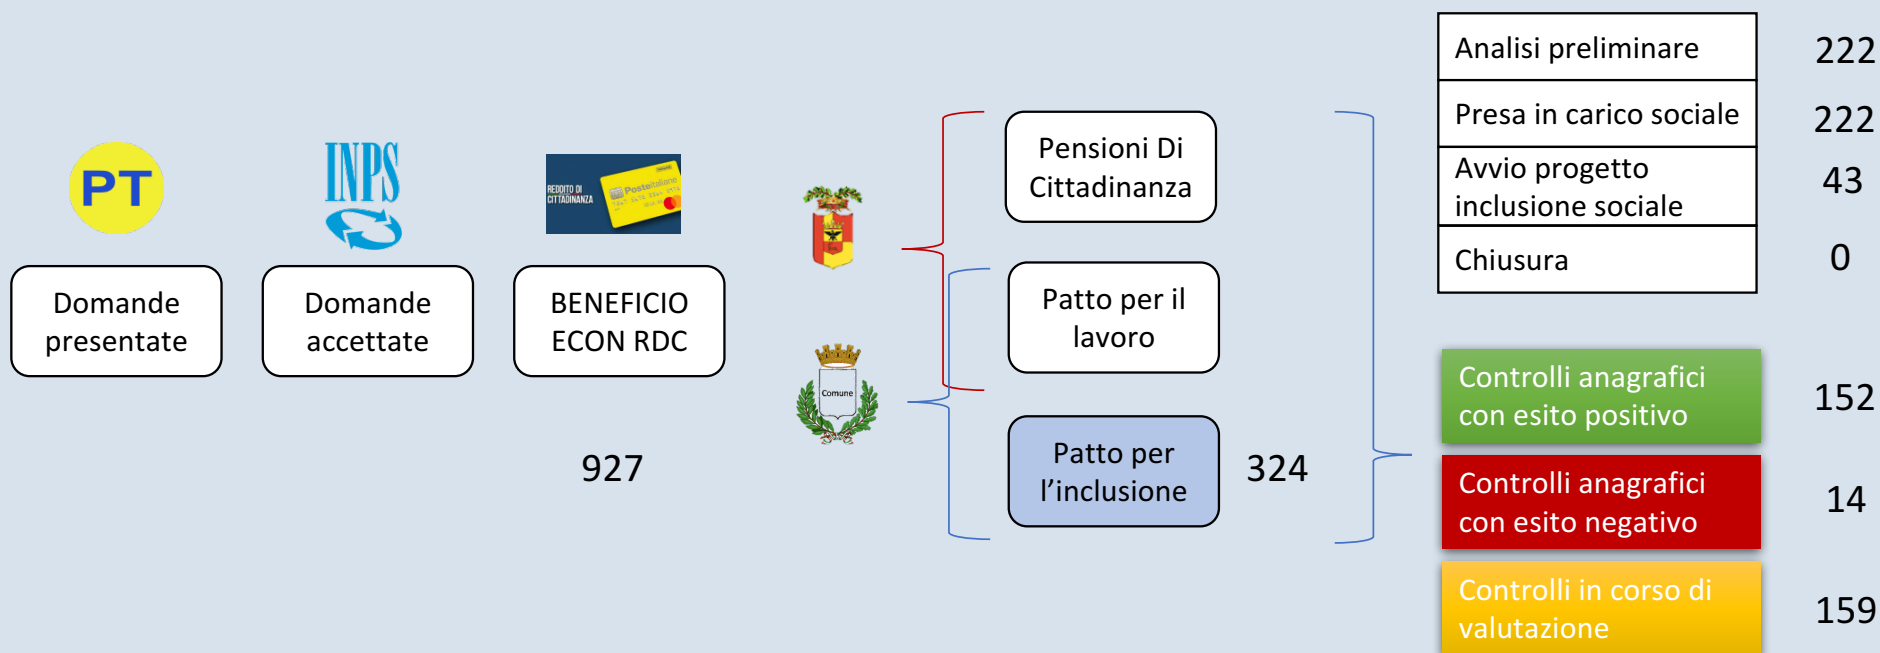 PT
INPS
REDDITO DI
CITTADINANZA
Posteitaliane
Domande
presentate
Domande
accettate
BENEFICIO
ECON RDC
927
Comune
Pensioni Di
Cittadinanza
Patto per il
lavoro
Patto per
l’inclusione
324
Analisi preliminare
222
Presa in carico sociale
222
Avvio progetto
inclusione sociale
43
Chiusura
0
Controlli anagrafici
con esito positivo
152
Controlli anagrafici
con esito negativo
14
Controlli in corso di
valutazione
159